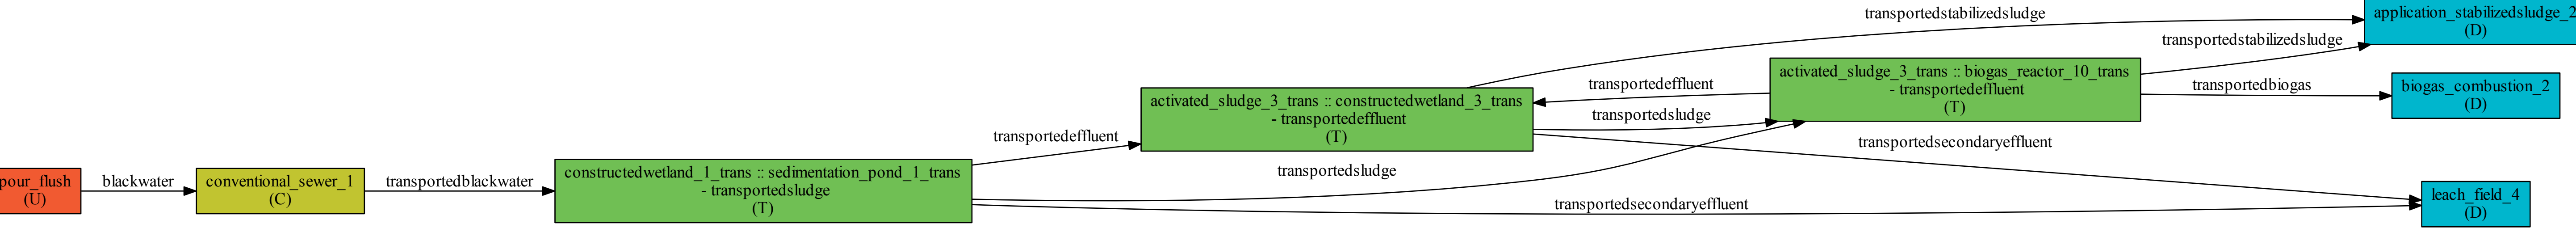 pour_flush
(U)
blackwater
conventional_sewer_1
(C)
transportedblackwater
constructedwetland_1_trans :: sedimentation_pond_1_trans
- transportedsludge
(T)
transportedeffluent
transportedsludge
transportedsecondaryeffluent
activated_sludge_3_trans :: constructedwetland_3_trans
- transportedeffluent
(T)
transportedstabilizedsludge
transportedeffluent
transportedsludge
transportedsecondaryeffluent
activated_sludge_3_trans :: biogas_reactor_10_trans
- transportedeffluent
(T)
transportedstabilizedsludge
transportedbiogas
application_stabilizedsludge_2
(D)
biogas_combustion_2
(D)
leach_field_4
(D)